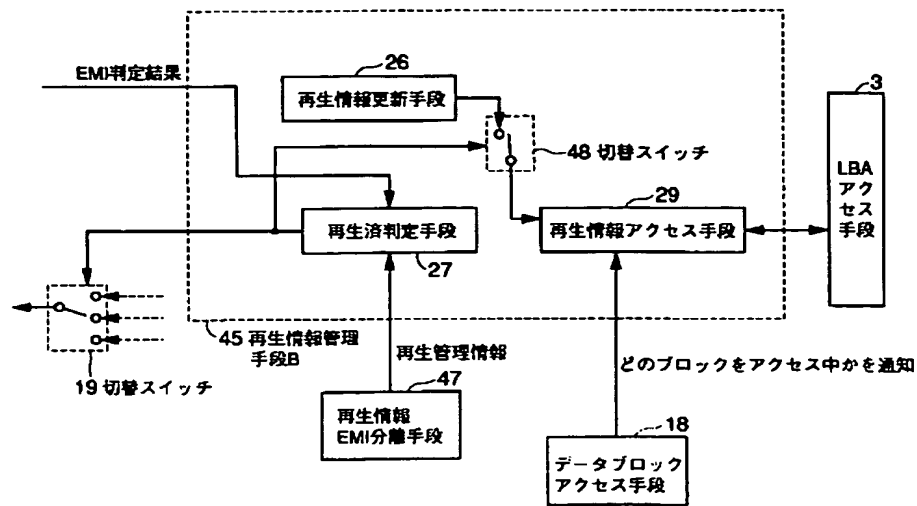 EMI判定結果
26
再生情報更新手段
3
LBA
アク
セス
手段
48 切替スイッチ
29
再生情報アクセス手段
再生済判定手段
27
45 再生情報管理
手段B
再生管理情報
どのブロックをアクセス中かを通知
19 切替スイッチ
47
再生情報
EMI分離手段
18
データブロック
アクセス手段